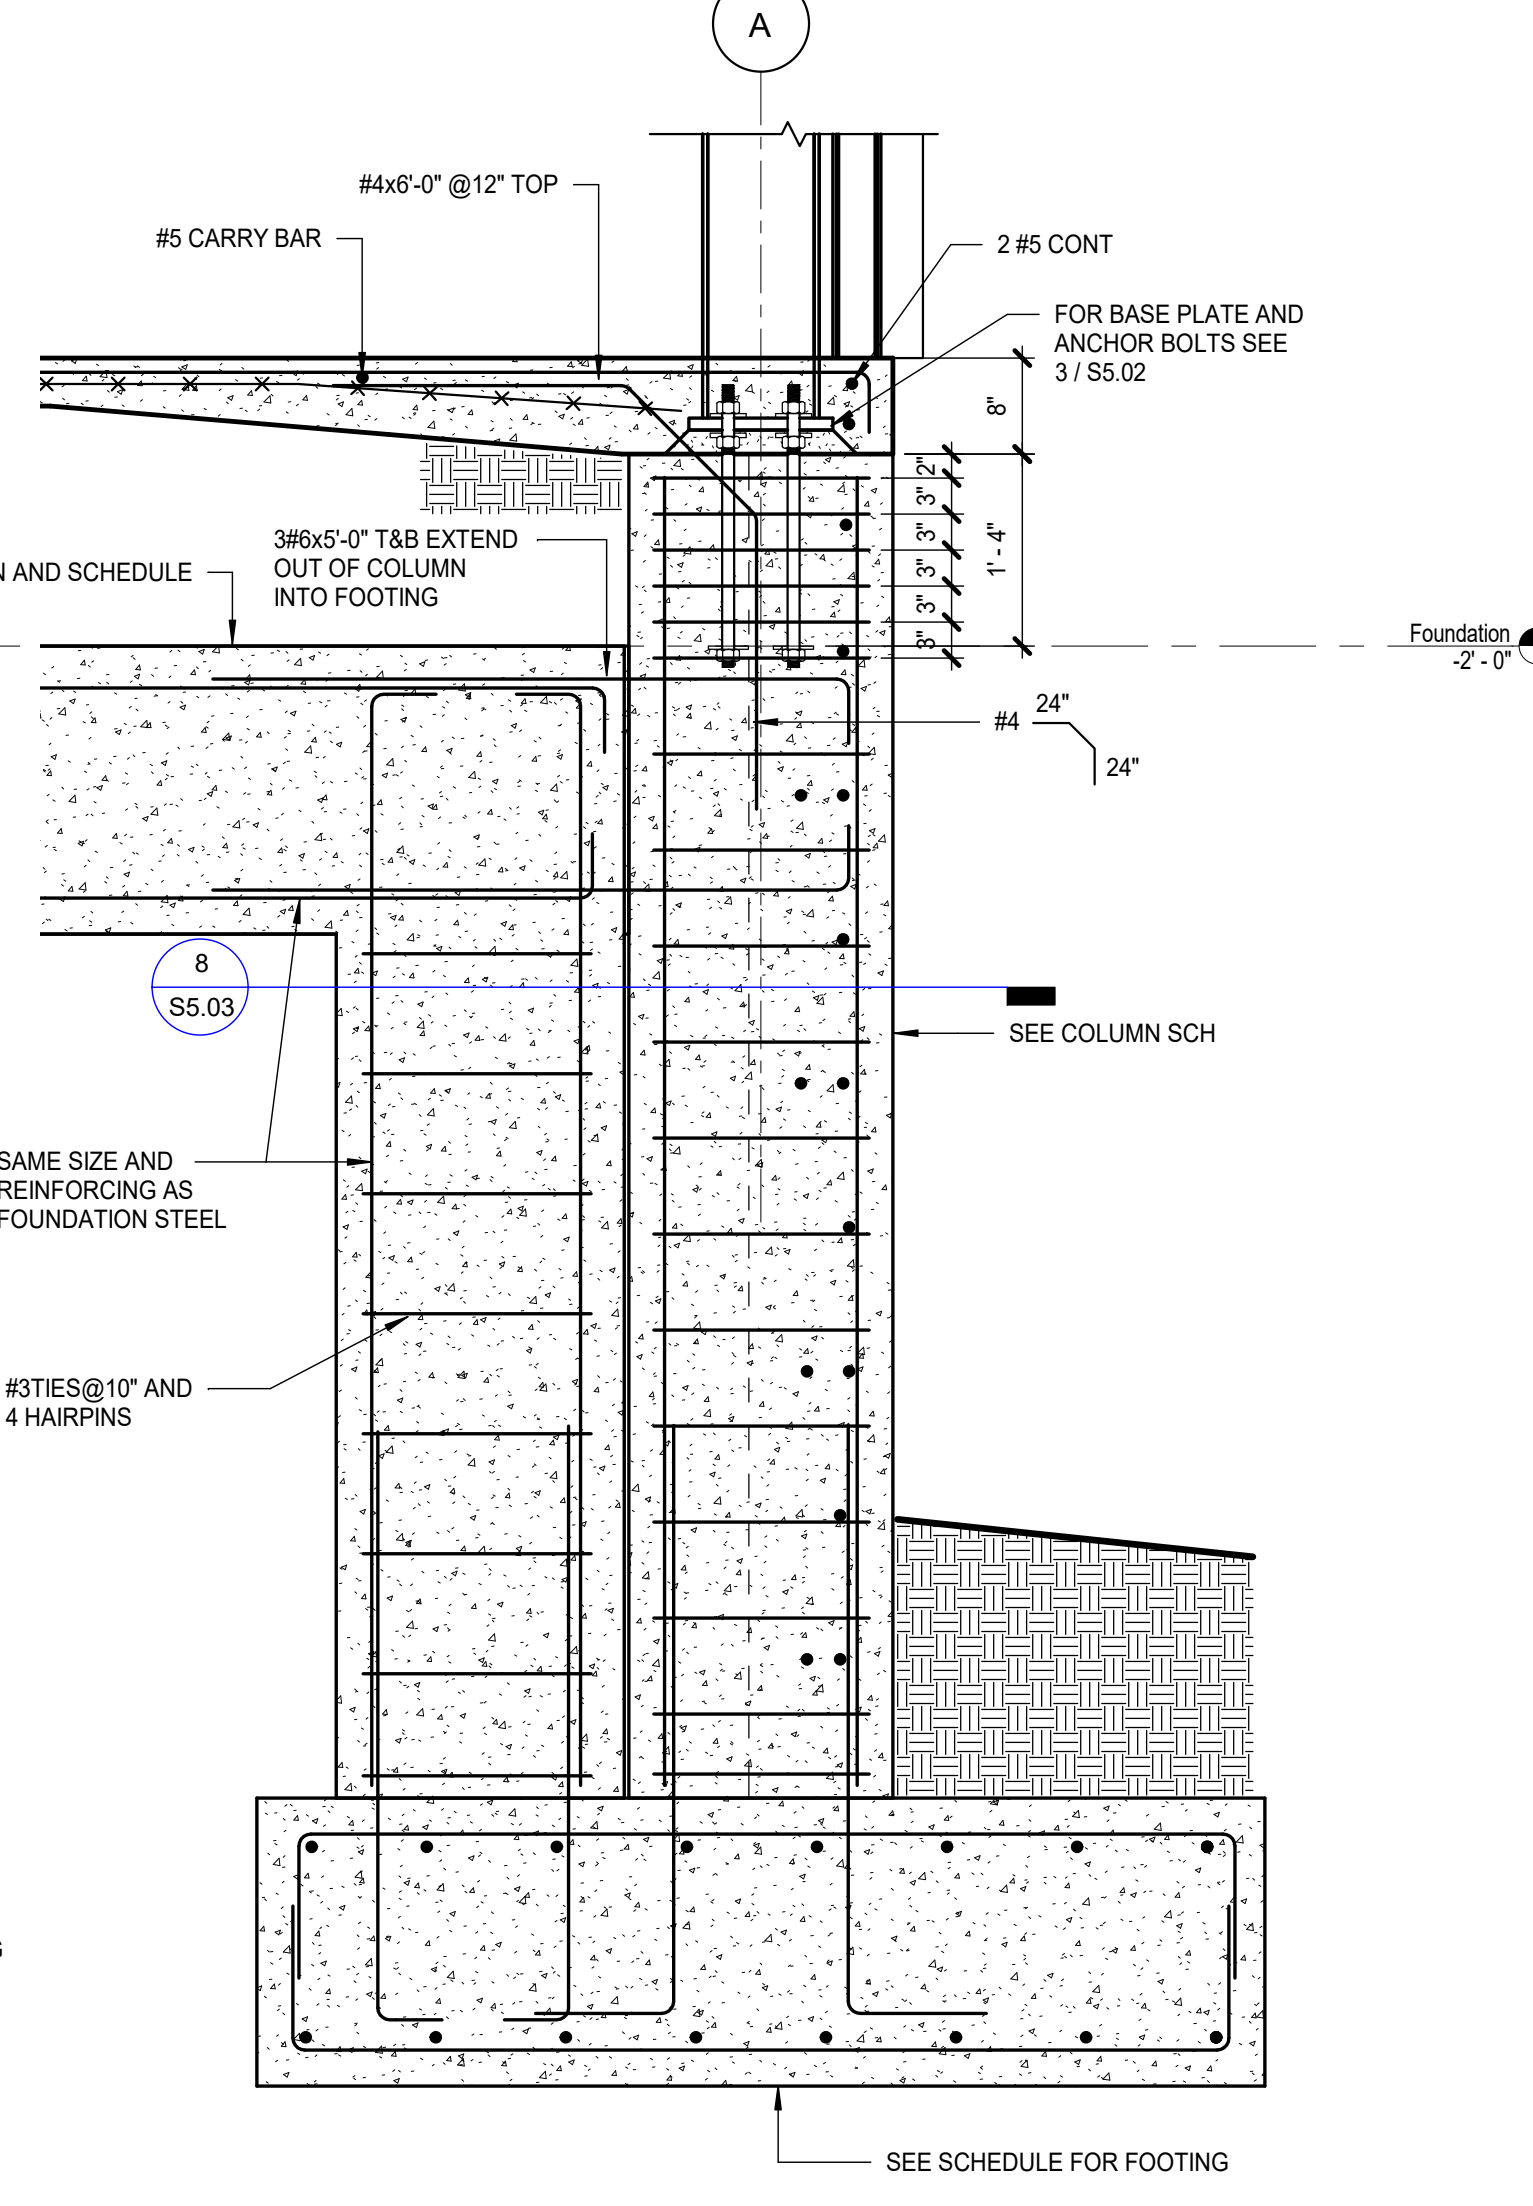 A
#4x6'-0" @12" TOP
#5 CARRY BAR
2 #5 CONT
FOR BASE PLATE AND
ANCHOR BOLTS SEE
3 / S5.02
8"
2"
3"
3"
3"
3"
3"
1' - 4"
3#6x5'-0" T&B EXTEND
OUT OF COLUMN
INTO FOOTING
N AND SCHEDULE
Foundation
-2' - 0"
#4
24"
24"
8
S5.03
SEE COLUMN SCH
SAME SIZE AND
REINFORCING AS
FOUNDATION STEEL
#3TIES@10" AND
4 HAIRPINS
SEE SCHEDULE FOR FOOTING